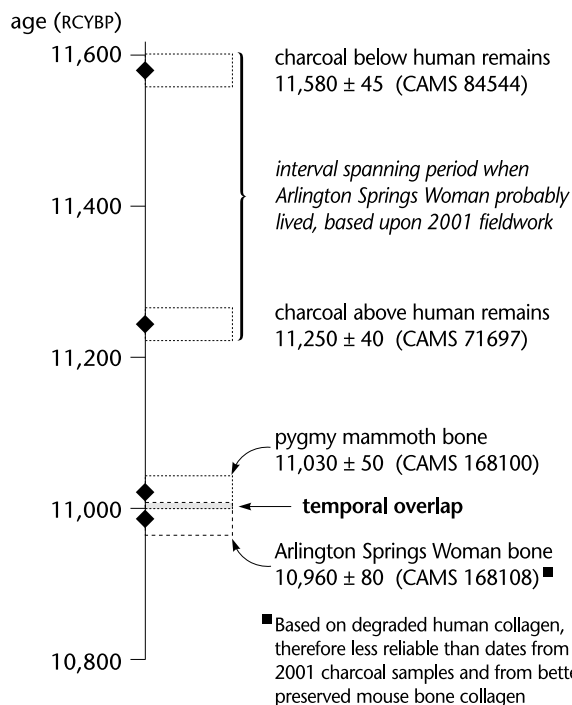 age (RCYBP)
11,600
charcoal below human remains
11,580 ± 45 (CAMS 84544)
interval spanning period when
11,400
Arlington Springs Woman probably
lived, based upon 2001 fieldwork
charcoal above human remains
11,250 ± 40 (CAMS 71697)
11,200
pygmy mammoth bone
11,030 ± 50 (CAMS 168100)
11,000
temporal overlap
Arlington Springs Woman bone
10,960 ± 80 (CAMS 168108) ■
■ Based on degraded human collagen,
therefore less reliable than dates from
10,800
2001 charcoal samples and from
preserved mouse bone collagen